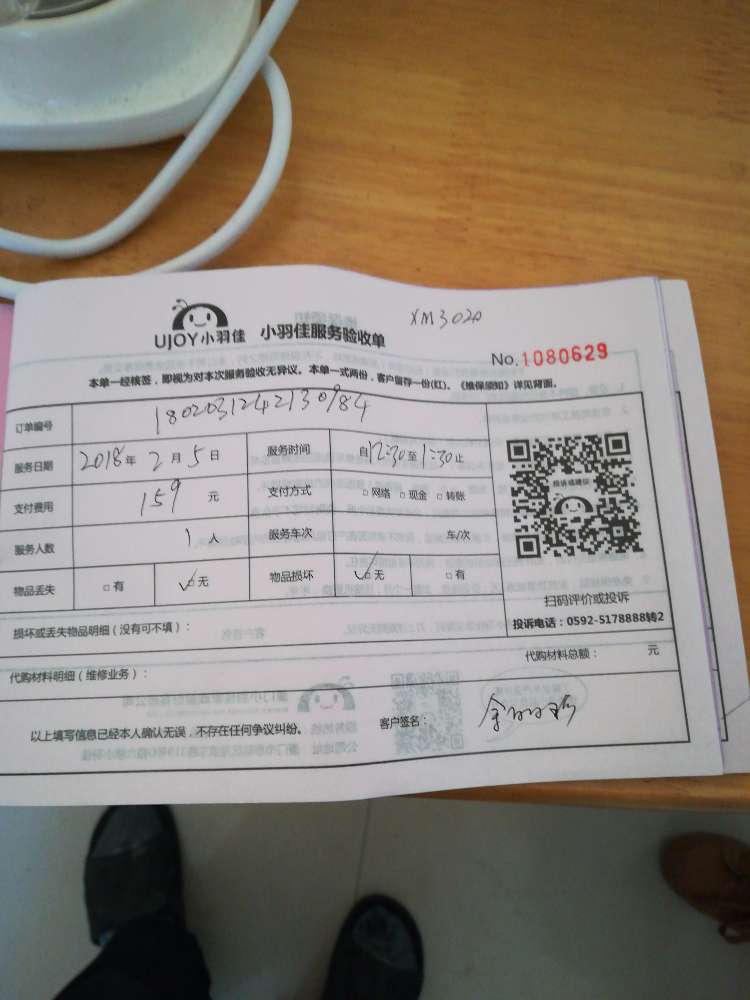 XM3020
UJOY小羽佳 小羽佳服务验收单
No. 1080629
本单一经核签，即视为对本次服务验收无异议。本单一式两份，客户留存一份(红)。《维保须知》详见背面。
订单编号 1802031242130984
服务日期 2018年 2月 5日 服务时间 自12:30至1:30止
支付费用 159 元 支付方式 □网络 □现金 □转账
服务人数 1人 服务车次 车/次
物品丢失 □有 ✓□无 物品损坏 ✓□无 □有
投诉或建议
扫码评价或投诉
投诉电话：0592-5178888转2
损坏或丢失物品明细（没有可不填）：
代购材料明细（维修业务）： 代购材料总额： 元
以上填写信息已经本人确认无误，不存在任何争议纠纷。 客户签名：